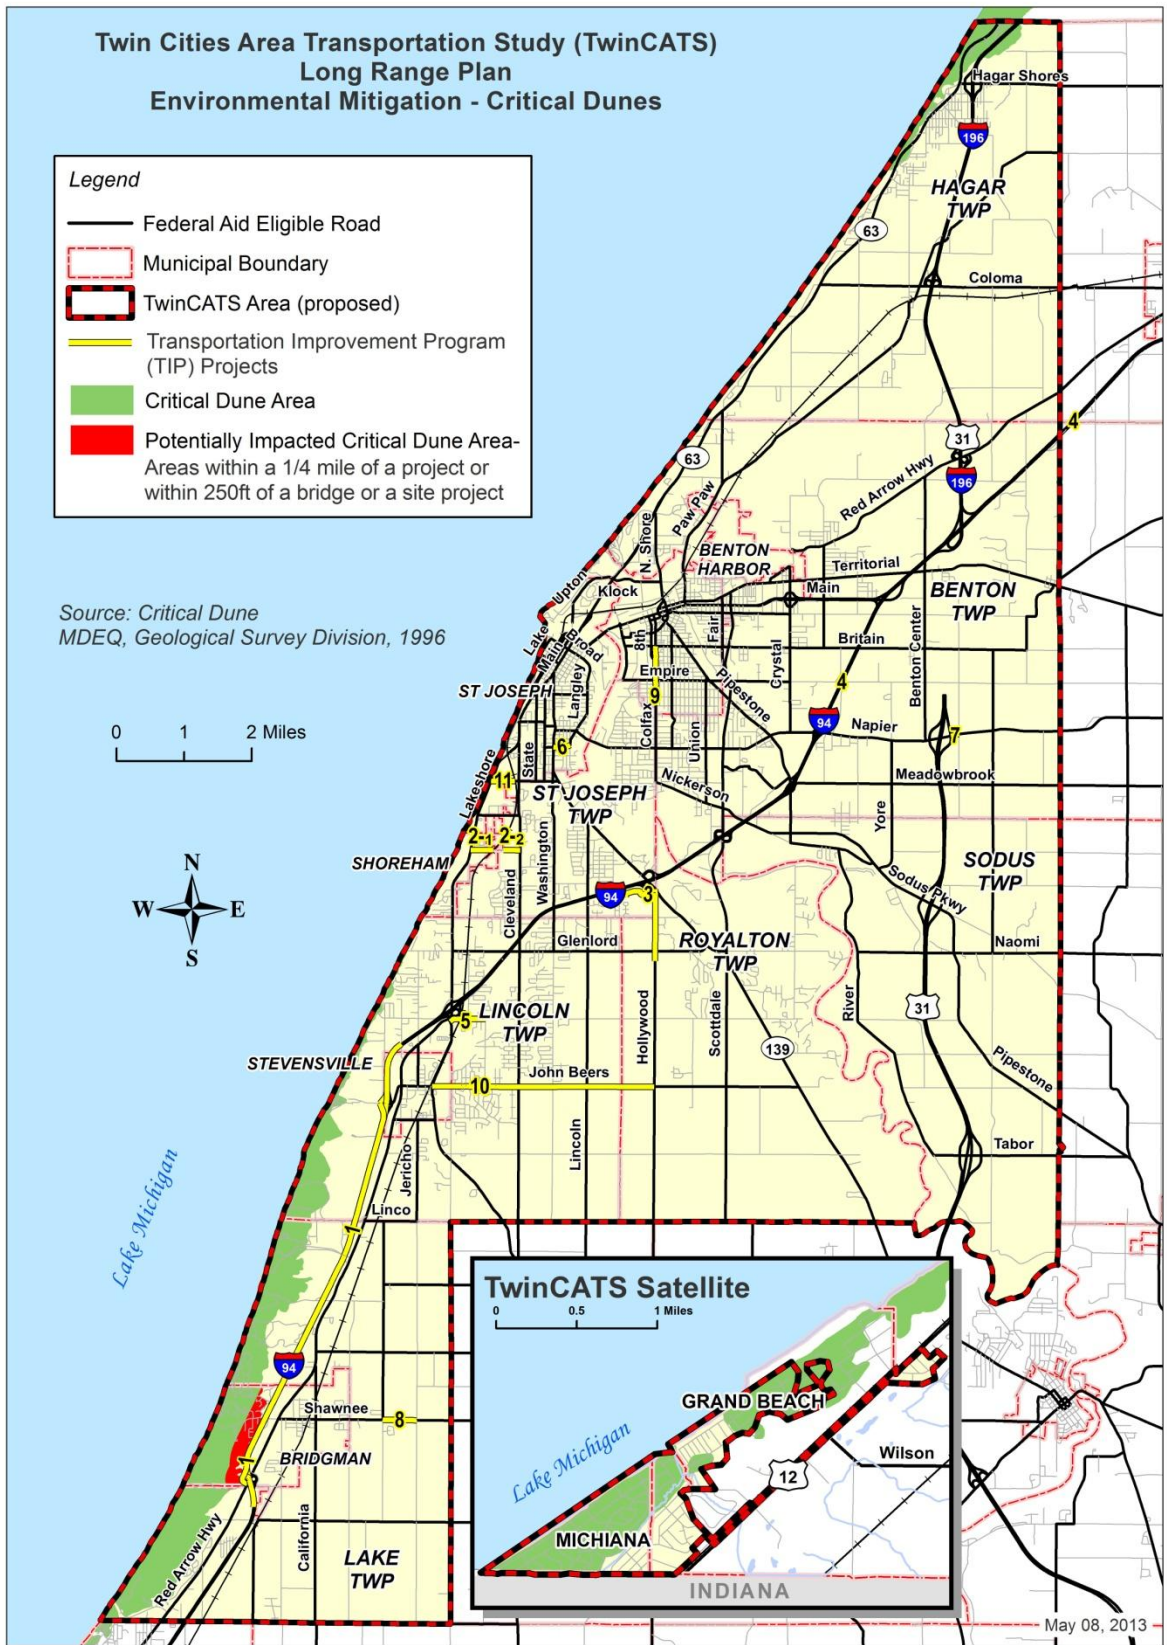 Twin Cities Area Transportation Study (TwinCATS)
Long Range Plan
Environmental Mitigation - Critical Dunes
Legend
Federal Aid Eligible Road
Municipal Boundary
TwinCATS Area (proposed)
Transportation Improvement Program
(TIP) Projects
Critical Dune Area
Potentially Impacted Critical Dune Area-
Areas within a 1/4 mile of a project or
within 250ft of a bridge or a site project
Source: Critical Dune
MDEQ, Geological Survey Division, 1996
0 2 Miles
N
W E
S
Hagar Shores
196
HAGAR
TWP
63
Coloma
4
31
63
196
Red Arrow Hwy
Paw Paw
N. Shore
BENTON
HARBOR
Territorial
Upton
Klock
Main
BENTON
TWP
Lake
Main
Broad
8th
Fair
Britain
Benton Center
Crystal
Empire
Pipestone
4
ST JOSEPH
Langley
9
Colfax
94
Napier
7
Union
State
6
Lakeshore
11
Nickerson
Meadowbrook
ST JOSEPH
TWP
Yore
2-1
2-2
Washington
SHOREHAM
SODUS
TWP
Sodus Pkwy
94
3
Cleveland
Glenlord
ROYALTON
TWP
Naomi
River
31
LINCOLN
TWP
5
Hollywood
Scottdale
139
STEVENSVILLE
Pipestone
John Beers
10
Lincoln
Tabor
Jericho
Linco
Lake Michigan
1
94
Shawnee
8
1
BRIDGMAN
California
Red Arrow Hwy
LAKE
TWP
TwinCATS Satellite
0 0.5 1 Miles
GRAND BEACH
Lake Michigan
12
Wilson
MICHIANA
INDIANA
May 08, 2013